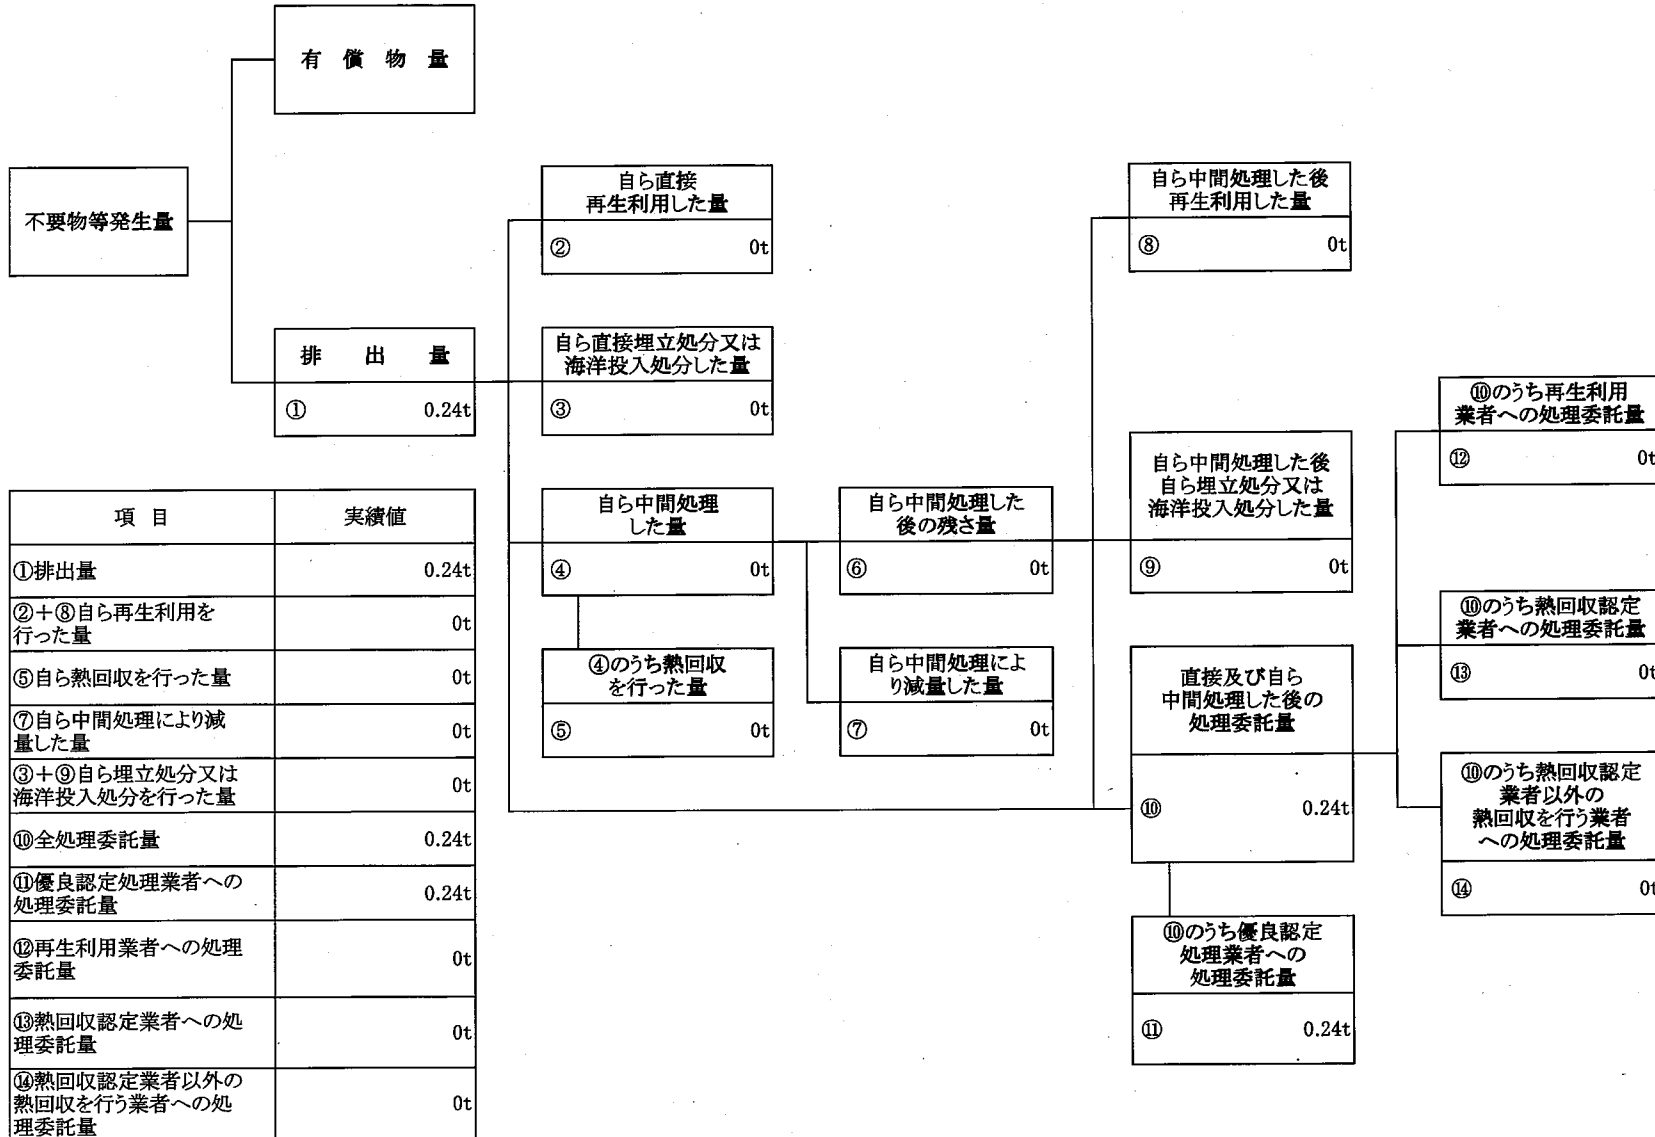 有償物量
不要物等発生量
排出量
① 0.24t
自ら直接
再生利用した量
② 0t
自ら直接埋立処分又は
海洋投入処分した量
③ 0t
自ら中間処理
した量
④ 0t
④のうち熱回収
を行った量
⑤ 0t
自ら中間処理した
後の残さ量
⑥ 0t
自ら中間処理によ
り減量した量
⑦ 0t
自ら中間処理した後
再生利用した量
⑧ 0t
自ら中間処理した後
自ら埋立処分又は
海洋投入処分した量
⑨ 0t
直接及び自ら
中間処理した後の
処理委託量
⑩ 0.24t
⑩のうち優良認定
処理業者への
処理委託量
⑪ 0.24t
⑩のうち再生利用
業者への処理委託量
⑫ 0t
⑩のうち熱回収認定
業者への処理委託量
⑬ 0t
⑩のうち熱回収認定
業者以外の
熱回収を行う業者
への処理委託量
⑭ 0t
項目 実績値
①排出量 0.24t
②+⑧自ら再生利用を
行った量 0t
⑤自ら熱回収を行った量 0t
⑦自ら中間処理により減
量した量 0t
③+⑨自ら埋立処分又は
海洋投入処分を行った量 0t
⑩全処理委託量 0.24t
⑪優良認定処理業者への
処理委託量 0.24t
⑫再生利用業者への処理
委託量 0t
⑬熱回収認定業者への処
理委託量 0t
⑭熱回収認定業者以外の
熱回収を行う業者への処
理委託量 0t